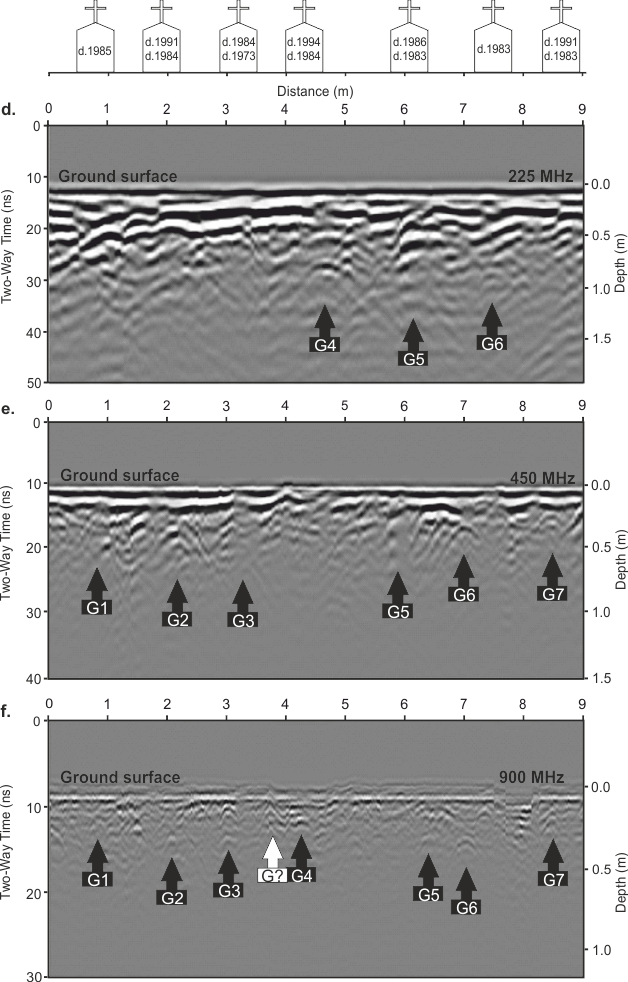 d.1985
d.1991
d.1984
d.1984
d.1973
d.1994
d.1984
d.1986
d.1983
d.1983
d.1991
d.1983
Distance (m)
d.
0 1 2 3 4 5 6 7 8 9
0
10
20
30
40
50
Two-Way Time (ns)
Ground surface
225 MHz
0.0
0.5
1.0
1.5
Depth (m)
G4
G5
G6
e.
0 1 2 3 4 5 6 7 8 9
0
10
20
30
40
Two-Way Time (ns)
Ground surface
450 MHz
0.0
0.5
1.0
1.5
Depth (m)
G1
G2
G3
G5
G6
G7
f.
0 1 2 3 4 5 6 7 8 9
0
10
20
30
Two-Way Time (ns)
Ground surface
900 MHz
0.0
0.5
1.0
Depth (m)
G1
G2
G3
G?
G4
G5
G6
G7